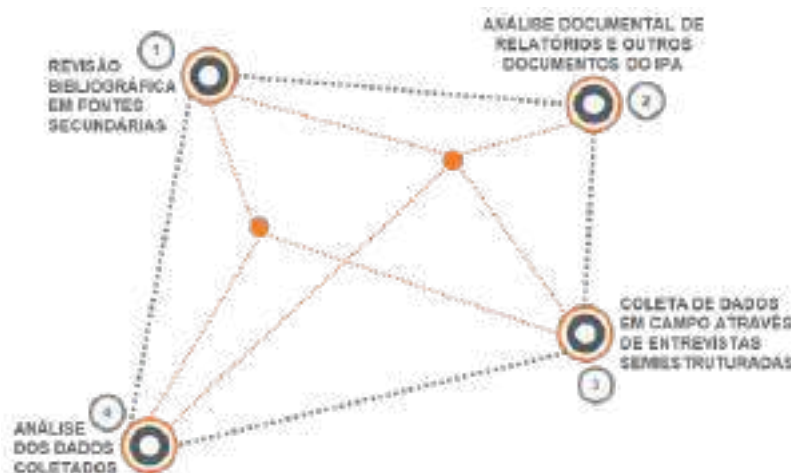 1
REVISÃO
BIBLIOGRÁFICA
EM FONTES
SECUNDÁRIAS
ANÁLISE DOCUMENTAL DE
RELATÓRIOS E OUTROS
DOCUMENTOS DO IPA
2
COLETA DE DADOS
EM CAMPO ATRAVÉS
DE ENTREVISTAS
SEMIESTRUTURADAS
3
4
ANÁLISE
DOS DADOS
COLETADOS